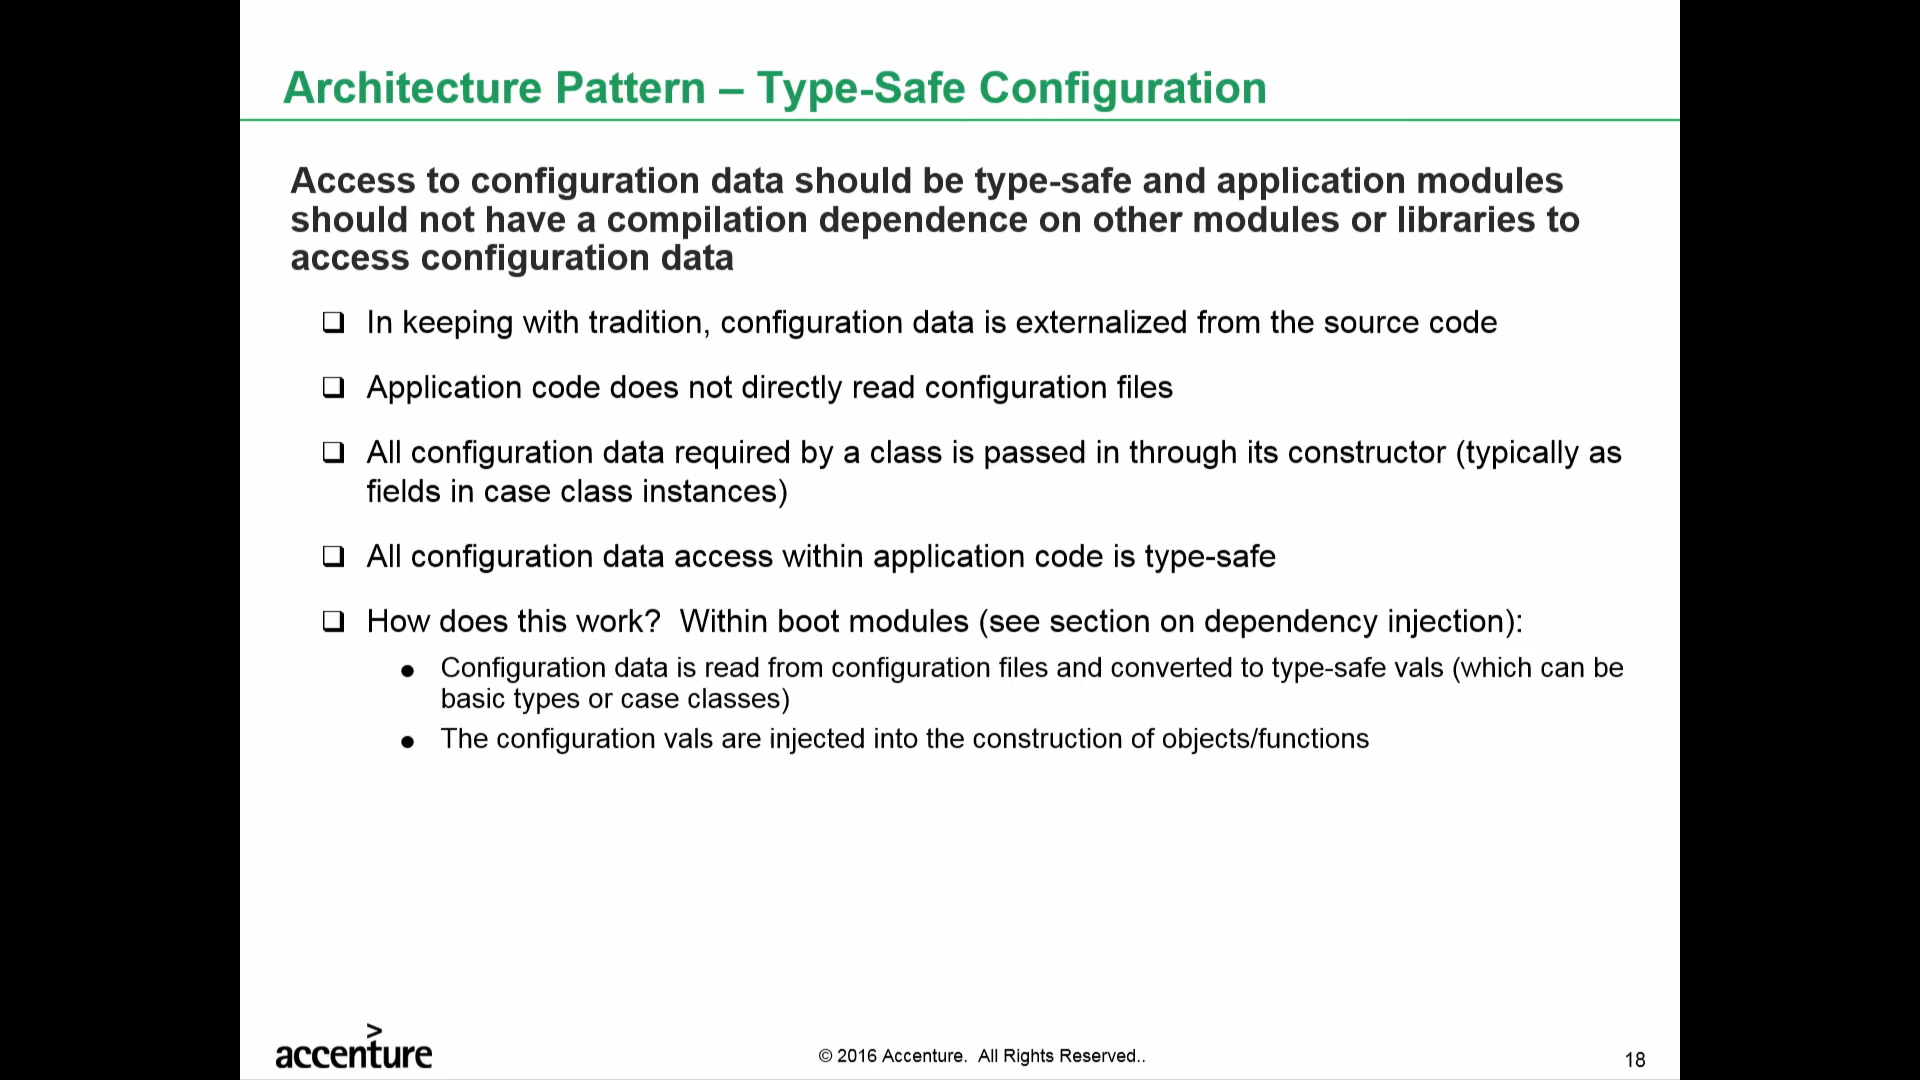 Architecture Pattern – Type-Safe Configuration
Access to configuration data should be type-safe and application modules
should not have a compilation dependence on other modules or libraries to
access configuration data
❑ In keeping with tradition, configuration data is externalized from the source code
❑ Application code does not directly read configuration files
❑ All configuration data required by a class is passed in through its constructor (typically as
fields in case class instances)
❑ All configuration data access within application code is type-safe
❑ How does this work?  Within boot modules (see section on dependency injection):
● Configuration data is read from configuration files and converted to type-safe vals (which can be
basic types or case classes)
● The configuration vals are injected into the construction of objects/functions
>
accenture
© 2016 Accenture.  All Rights Reserved..
18